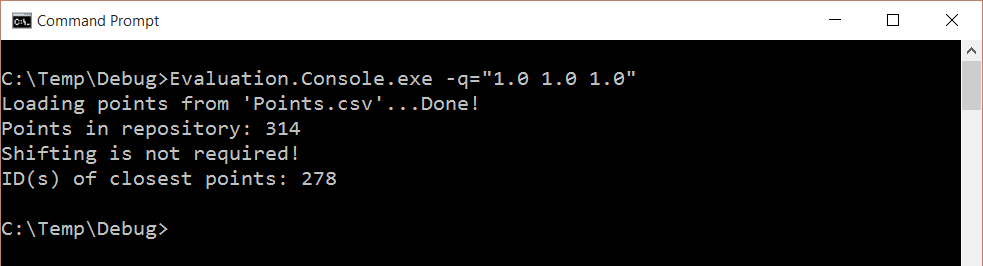 Command Prompt
C:\Temp\Debug>Evaluation.Console.exe -q="1.0 1.0 1.0"
Loading points from 'Points.csv'...Done!
Points in repository: 314
Shifting is not required!
ID(s) of closest points: 278
C:\Temp\Debug>